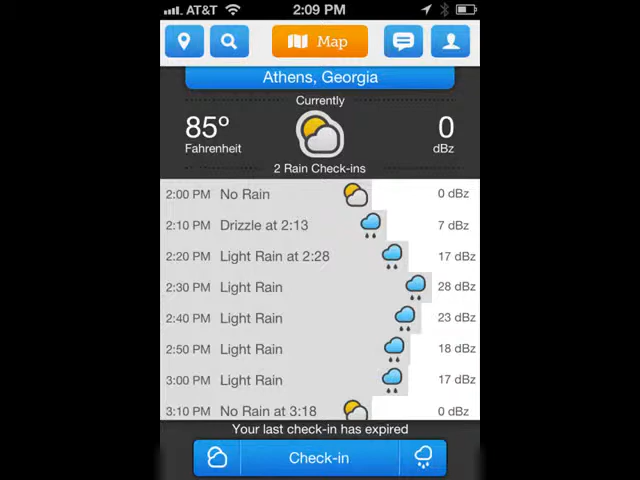 AT&T 2:09 PM
Map
Athens, Georgia
Currently
85° 0
Fahrenheit dBz
2 Rain Check-ins
2:00 PM No Rain 0 dBz
2:10 PM Drizzle at 2:13 7 dBz
2:20 PM Light Rain at 2:28 17 dBz
2:30 PM Light Rain 28 dBz
2:40 PM Light Rain 23 dBz
2:50 PM Light Rain 18 dBz
3:00 PM Light Rain 17 dBz
3:10 PM No Rain at 3:18 0 dBz
Your last check-in has expired
Check-in